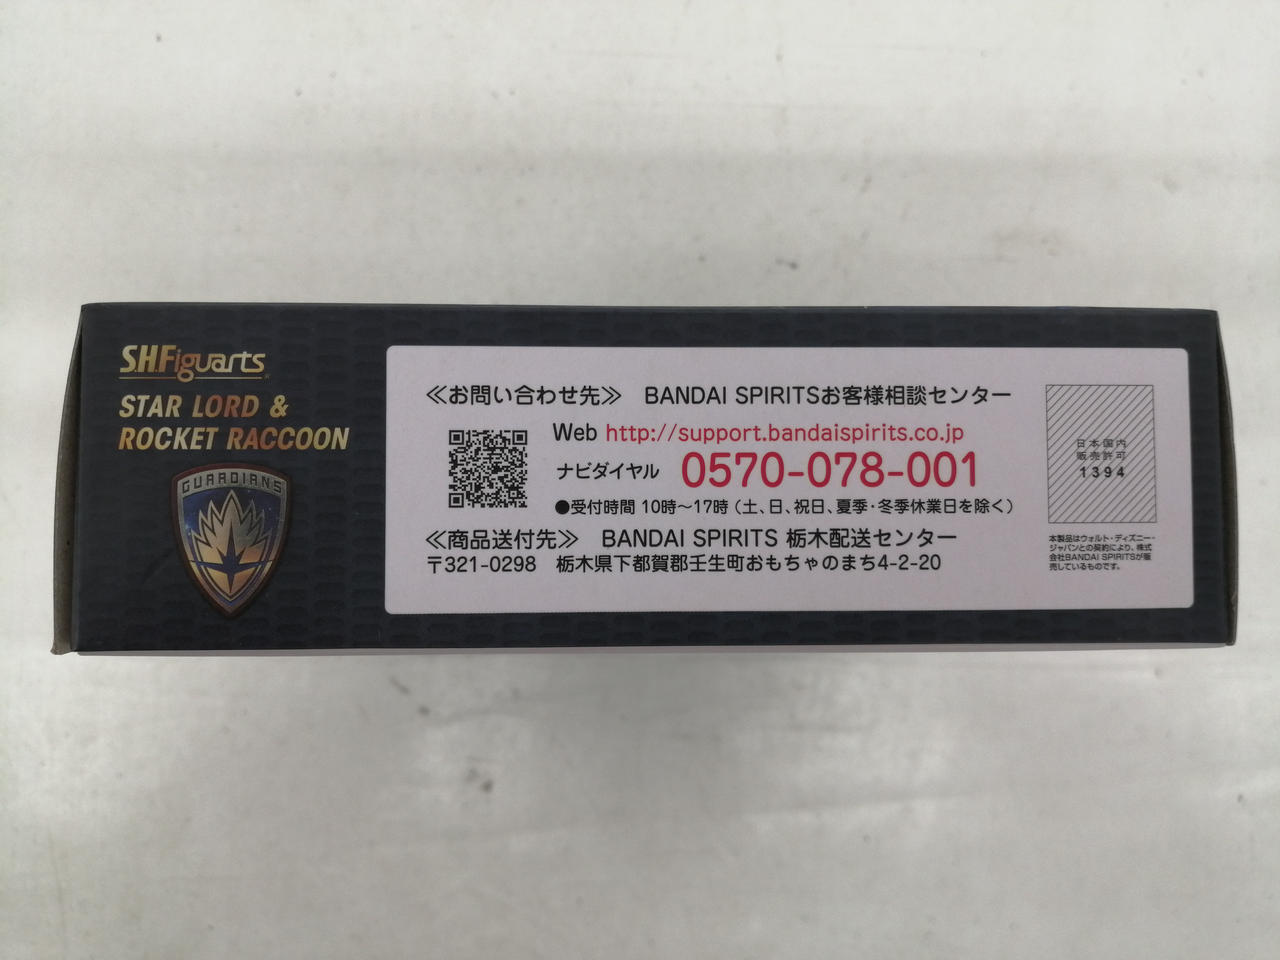 S.H.Figuarts
STAR LORD &
ROCKET RACCOON
GUARDIANS
≪お問い合わせ先≫ BANDAI SPIRITSお客様相談センター
Web http://support.bandaispirits.co.jp
ナビダイヤル 0570-078-001
●受付時間 10時～17時（土、日、祝日、夏季・冬季休業日を除く）
≪商品送付先≫ BANDAI SPIRITS 栃木配送センター
〒321-0298 栃木県下都賀郡壬生町おもちゃのまち4-2-20
日本国内
販売許可
1394
本製品はウォルト・ディズニー・
ジャパンとの契約により、株式
会社BANDAI SPIRITSが販
売しているものです。